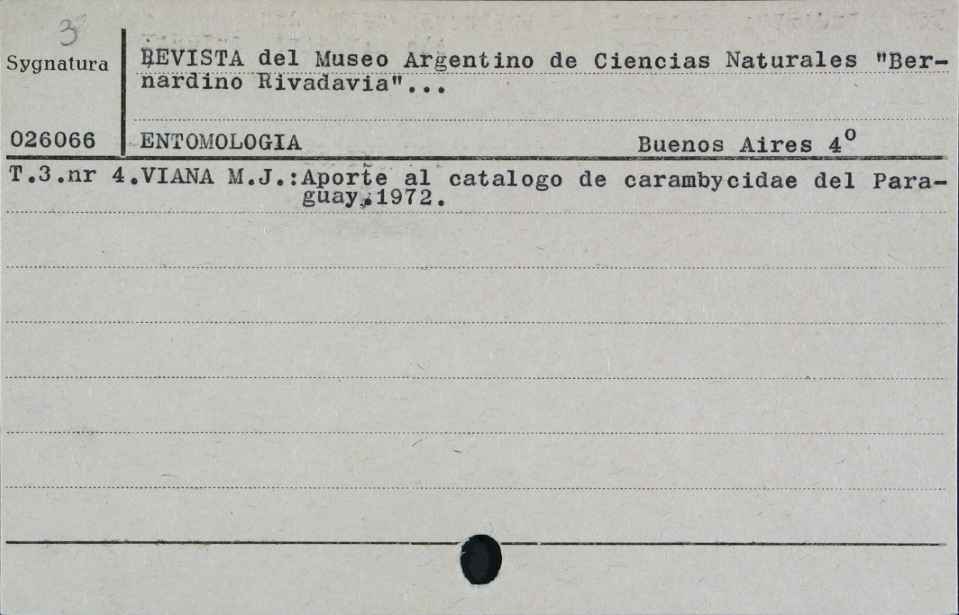 3
Sygnatura
REVISTA del Museo Argentino de Ciencias Naturales "Ber-
nardino Rivadavia"...
026066
ENTOMOLOGIA Buenos Aires 4º
T.3.nr 4.VIANA M.J.:Aporte al catalogo de carambycidae del Para-
guay,1972.